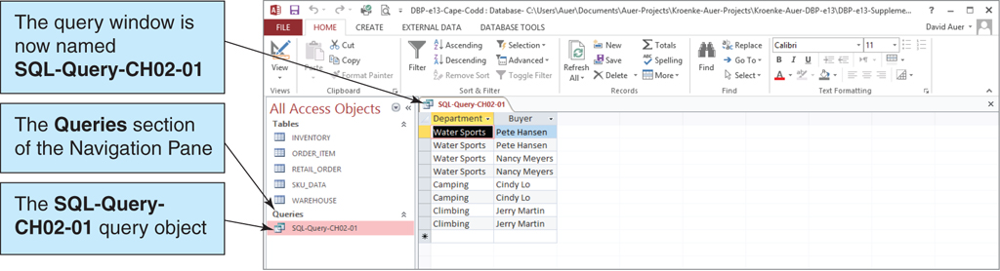 The query window is
now named
SQL-Query-CH02-01
The Queries section
of the Navigation Pane
The SQL-Query-
CH02-01 query object
DBP-e13-Cape-Codd : Database- C:\Users\Auer\Documents\Auer-Projects\Kroenke-Auer-Projects\Kroenke-Auer-DBP-e13\DBP-e13-Suppleme...
FILE HOME CREATE EXTERNAL DATA DATABASE TOOLS David Auer
View
Views
Paste
Cut
Copy
Format Painter
Clipboard
Filter
Ascending
Descending
Remove Sort
Selection
Advanced
Toggle Filter
Sort & Filter
Refresh
All
New
Save
Delete
Totals
Spelling
More
Records
Find
Replace
Go To
Select
Find
Calibri 11
B I U
A
Text Formatting
All Access Objects
Tables
INVENTORY
ORDER_ITEM
RETAIL_ORDER
SKU_DATA
WAREHOUSE
Queries
SQL-Query-CH02-01
SQL-Query-CH02-01
Department Buyer
Water Sports Pete Hansen
Water Sports Pete Hansen
Water Sports Nancy Meyers
Water Sports Nancy Meyers
Camping Cindy Lo
Camping Cindy Lo
Climbing Jerry Martin
Climbing Jerry Martin